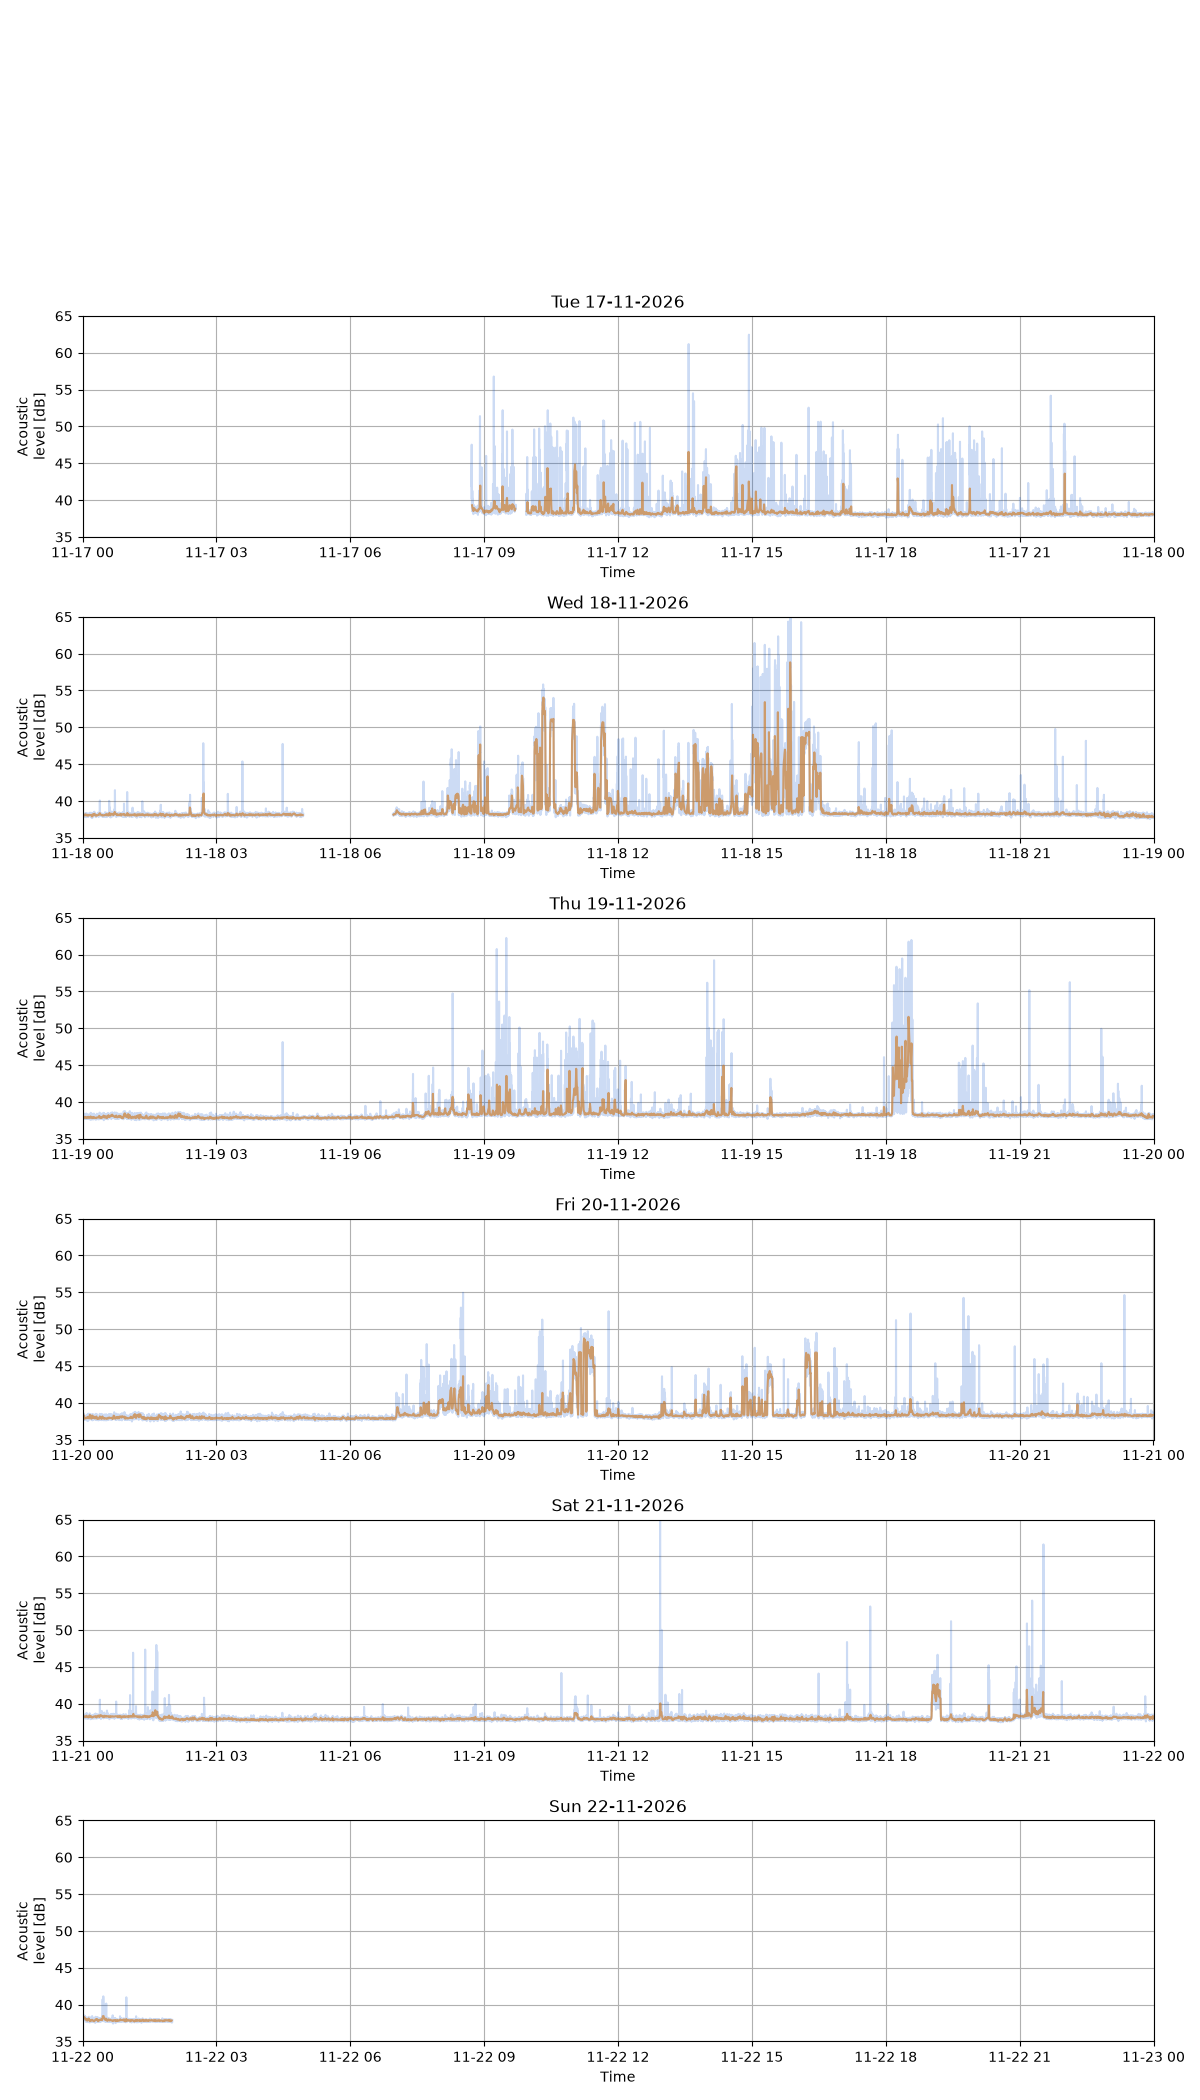 Tue 17-11-2026
Acoustic
level [dB]
65
60
55
50
45
40
35
11-17 00 11-17 03 11-17 06 11-17 09 11-17 12 11-17 15 11-17 18 11-17 21 11-18 00
Time
Wed 18-11-2026
Acoustic
level [dB]
65
60
55
50
45
40
35
11-18 00 11-18 03 11-18 06 11-18 09 11-18 12 11-18 15 11-18 18 11-18 21 11-19 00
Time
Thu 19-11-2026
Acoustic
level [dB]
65
60
55
50
45
40
35
11-19 00 11-19 03 11-19 06 11-19 09 11-19 12 11-19 15 11-19 18 11-19 21 11-20 00
Time
Fri 20-11-2026
Acoustic
level [dB]
65
60
55
50
45
40
35
11-20 00 11-20 03 11-20 06 11-20 09 11-20 12 11-20 15 11-20 18 11-20 21 11-21 00
Time
Sat 21-11-2026
Acoustic
level [dB]
65
60
55
50
45
40
35
11-21 00 11-21 03 11-21 06 11-21 09 11-21 12 11-21 15 11-21 18 11-21 21 11-22 00
Time
Sun 22-11-2026
Acoustic
level [dB]
65
60
55
50
45
40
35
11-22 00 11-22 03 11-22 06 11-22 09 11-22 12 11-22 15 11-22 18 11-22 21 11-23 00
Time